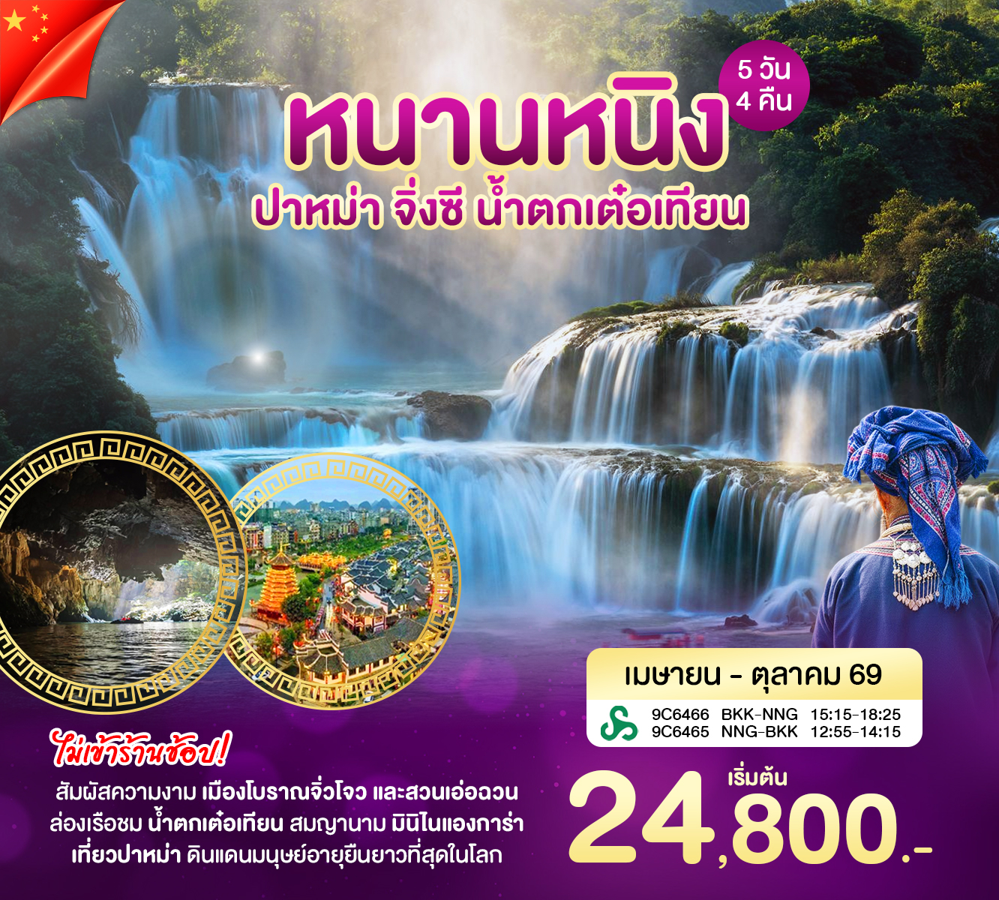 5 วัน
4 คืน
หนานหนิง
ปาหม่า จิ่งซี น้ำตกเต๋อเทียน
เมษายน - ตุลาคม 69
9C6466 BKK-NNG 15:15-18:25
9C6465 NNG-BKK 12:55-14:15
ไม่เข้าร้านช้อป!
สัมผัสความงาม เมืองโบราณจิ่วโจว และสวนเอ่อฉวน
ล่องเรือชม น้ำตกเต๋อเทียน สมญานาม มินิไนแองการ่า
เที่ยวปาหม่า ดินแดนมนุษย์อายุยืนยาวที่สุดในโลก
เริ่มต้น
24,800.-